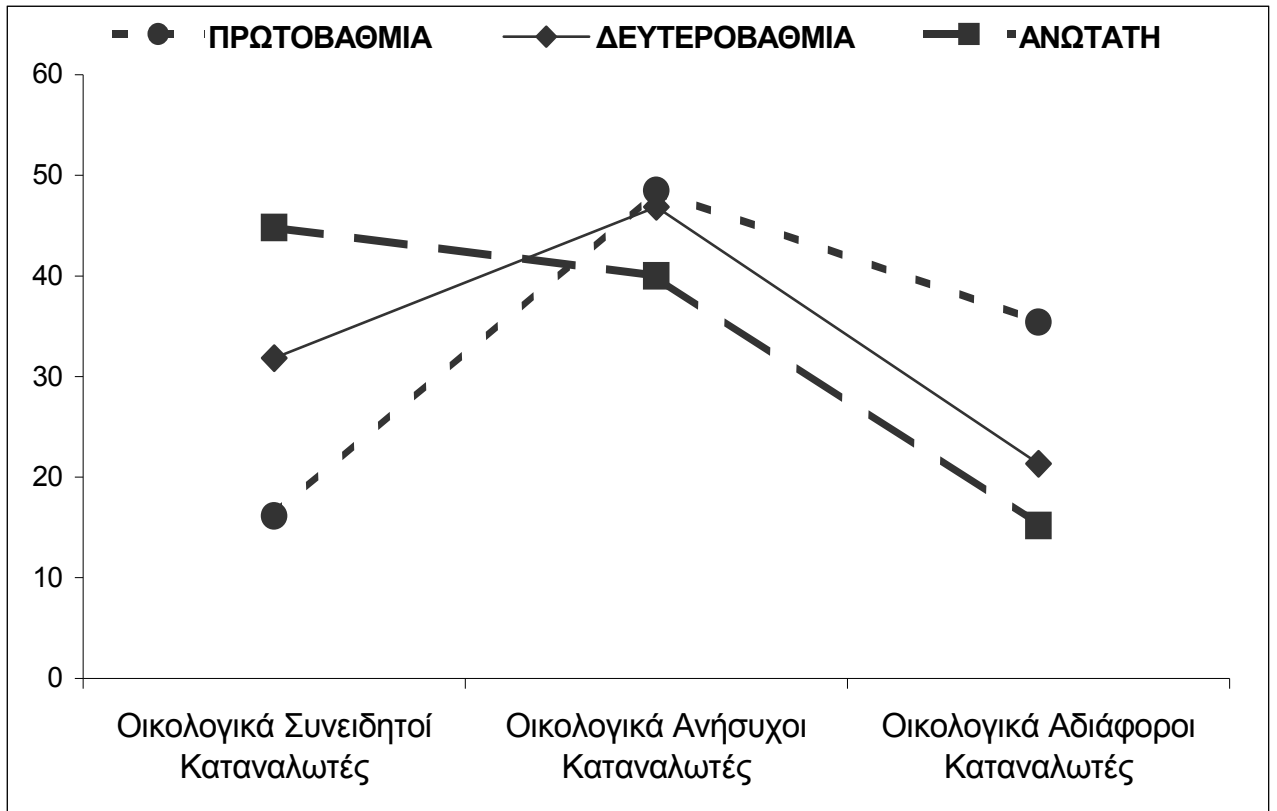 ΠΡΩΤΟΒΑΘΜΙΑ ΔΕΥΤΕΡΟΒΑΘΜΙΑ ΑΝΩΤΑΤΗ
60
50
40
30
20
10
0
Οικολογικά Συνειδητοί Καταναλωτές
Οικολογικά Ανήσυχοι Καταναλωτές
Οικολογικά Αδιάφοροι Καταναλωτές